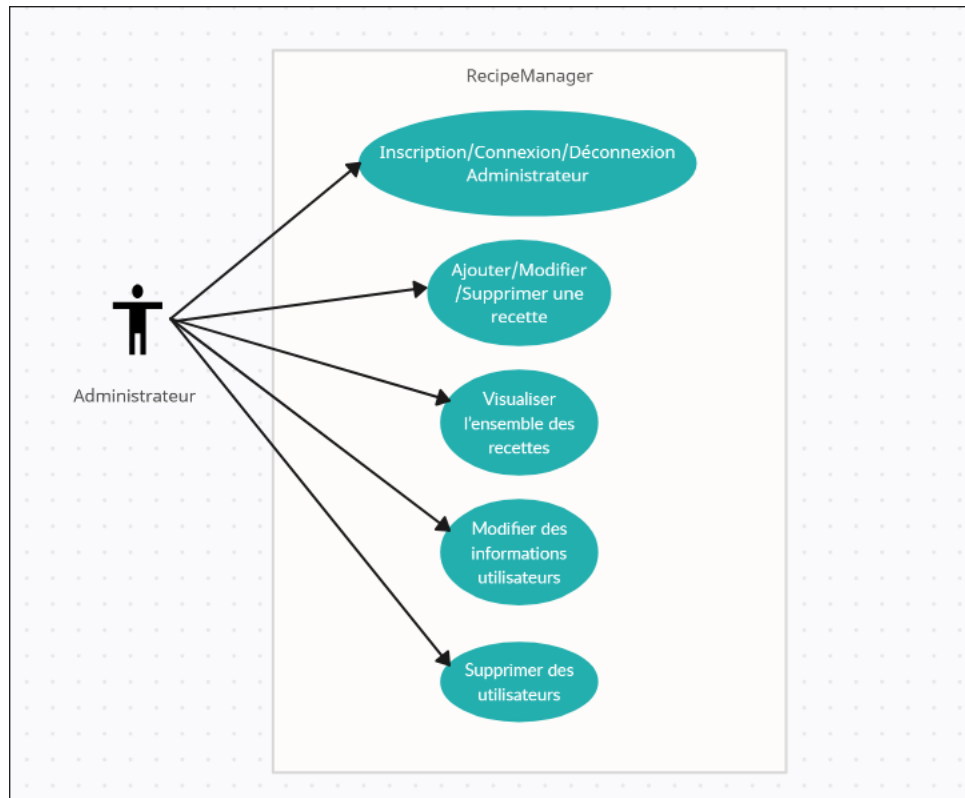 RecipeManager
Inscription/Connexion/Déconnexion
Administrateur
Ajouter/Modifier
/Supprimer une
recette
Administrateur
Visualiser
l'ensemble des
recettes
Modifier des
informations
utilisateurs
Supprimer des
utilisateurs